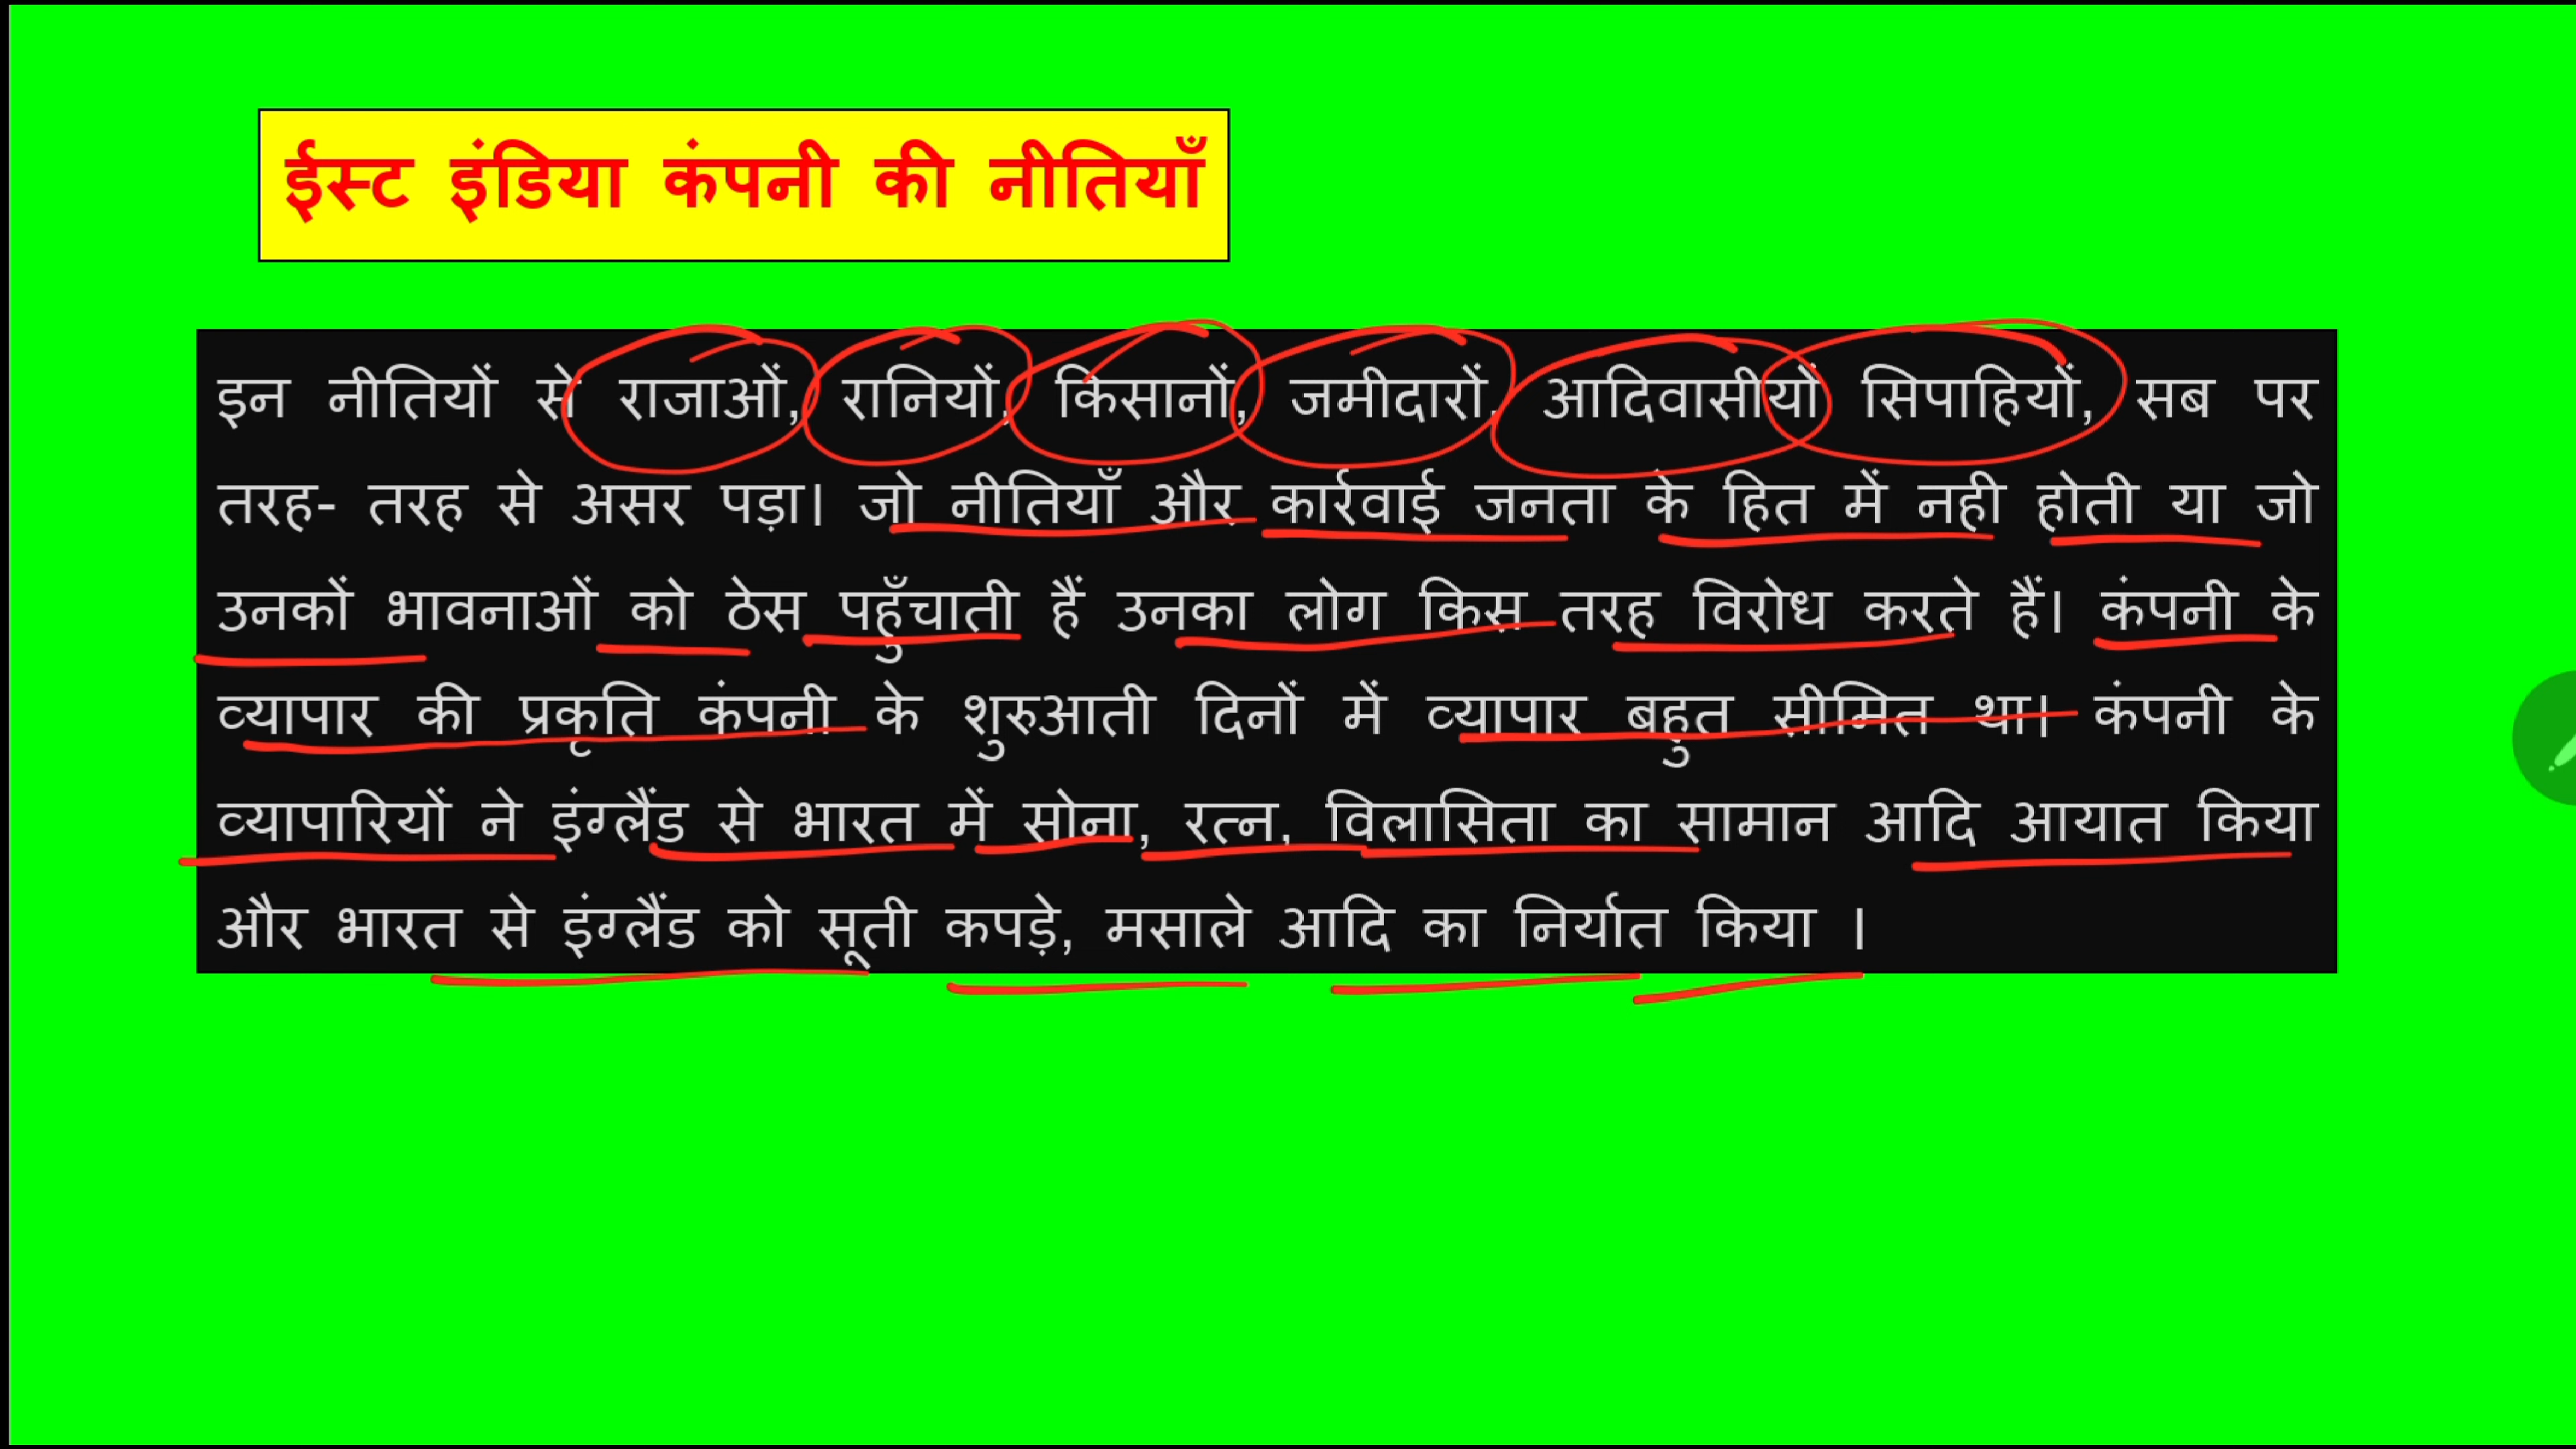 ईस्ट इंडिया कंपनी की नीतियाँ
इन नीतियों से राजाओं, रानियों, किसानों, जमीदारों, आदिवासीयों सिपाहियों, सब पर
तरह- तरह से असर पड़ा। जो नीतियाँ और कार्रवाई जनता के हित में नही होती या जो
उनकों भावनाओं को ठेस पहुँचाती हैं उनका लोग किस तरह विरोध करते हैं। कंपनी के
व्यापार की प्रकृति कंपनी के शुरुआती दिनों में व्यापार बहुत सीमित था। कंपनी के
व्यापारियों ने इंग्लैंड से भारत में सोना, रत्न, विलासिता का सामान आदि आयात किया
और भारत से इंग्लैंड को सूती कपड़े, मसाले आदि का निर्यात किया ।